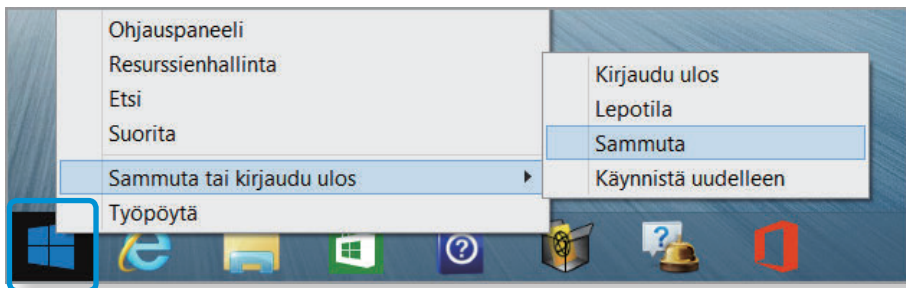 Ohjauspaneeli
Resurssienhallinta
Etsi
Suorita
Sammuta tai kirjaudu ulos
Työpöytä
Kirjaudu ulos
Lepotila
Sammuta
Käynnistä uudelleen